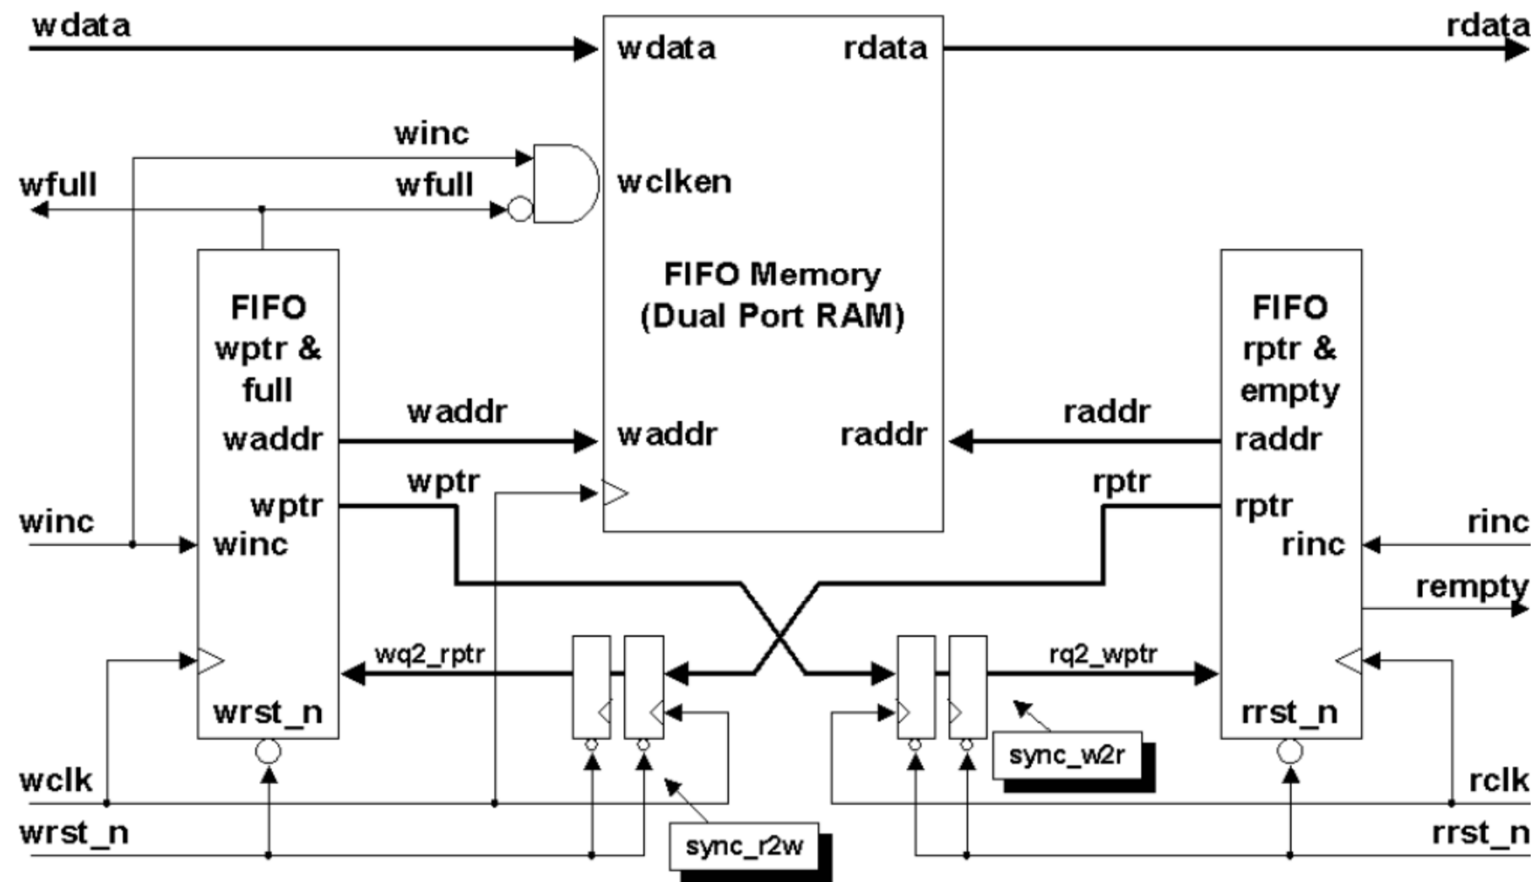 wdata
rdata
wdata
rdata
winc
wfull
wfull
wclken
FIFO Memory
(Dual Port RAM)
FIFO
wptr &
full
FIFO
rptr &
empty
waddr
waddr
waddr
raddr
raddr
raddr
wptr
wptr
rptr
rptr
winc
winc
rinc
rinc
rempty
wq2_rptr
rq2_wptr
wrst_n
rrst_n
sync_w2r
wclk
rclk
wrst_n
sync_r2w
rrst_n